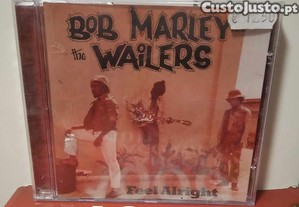 CustoJusto.pt
BOB MARLEY
the
WAILERS
Feel Alright